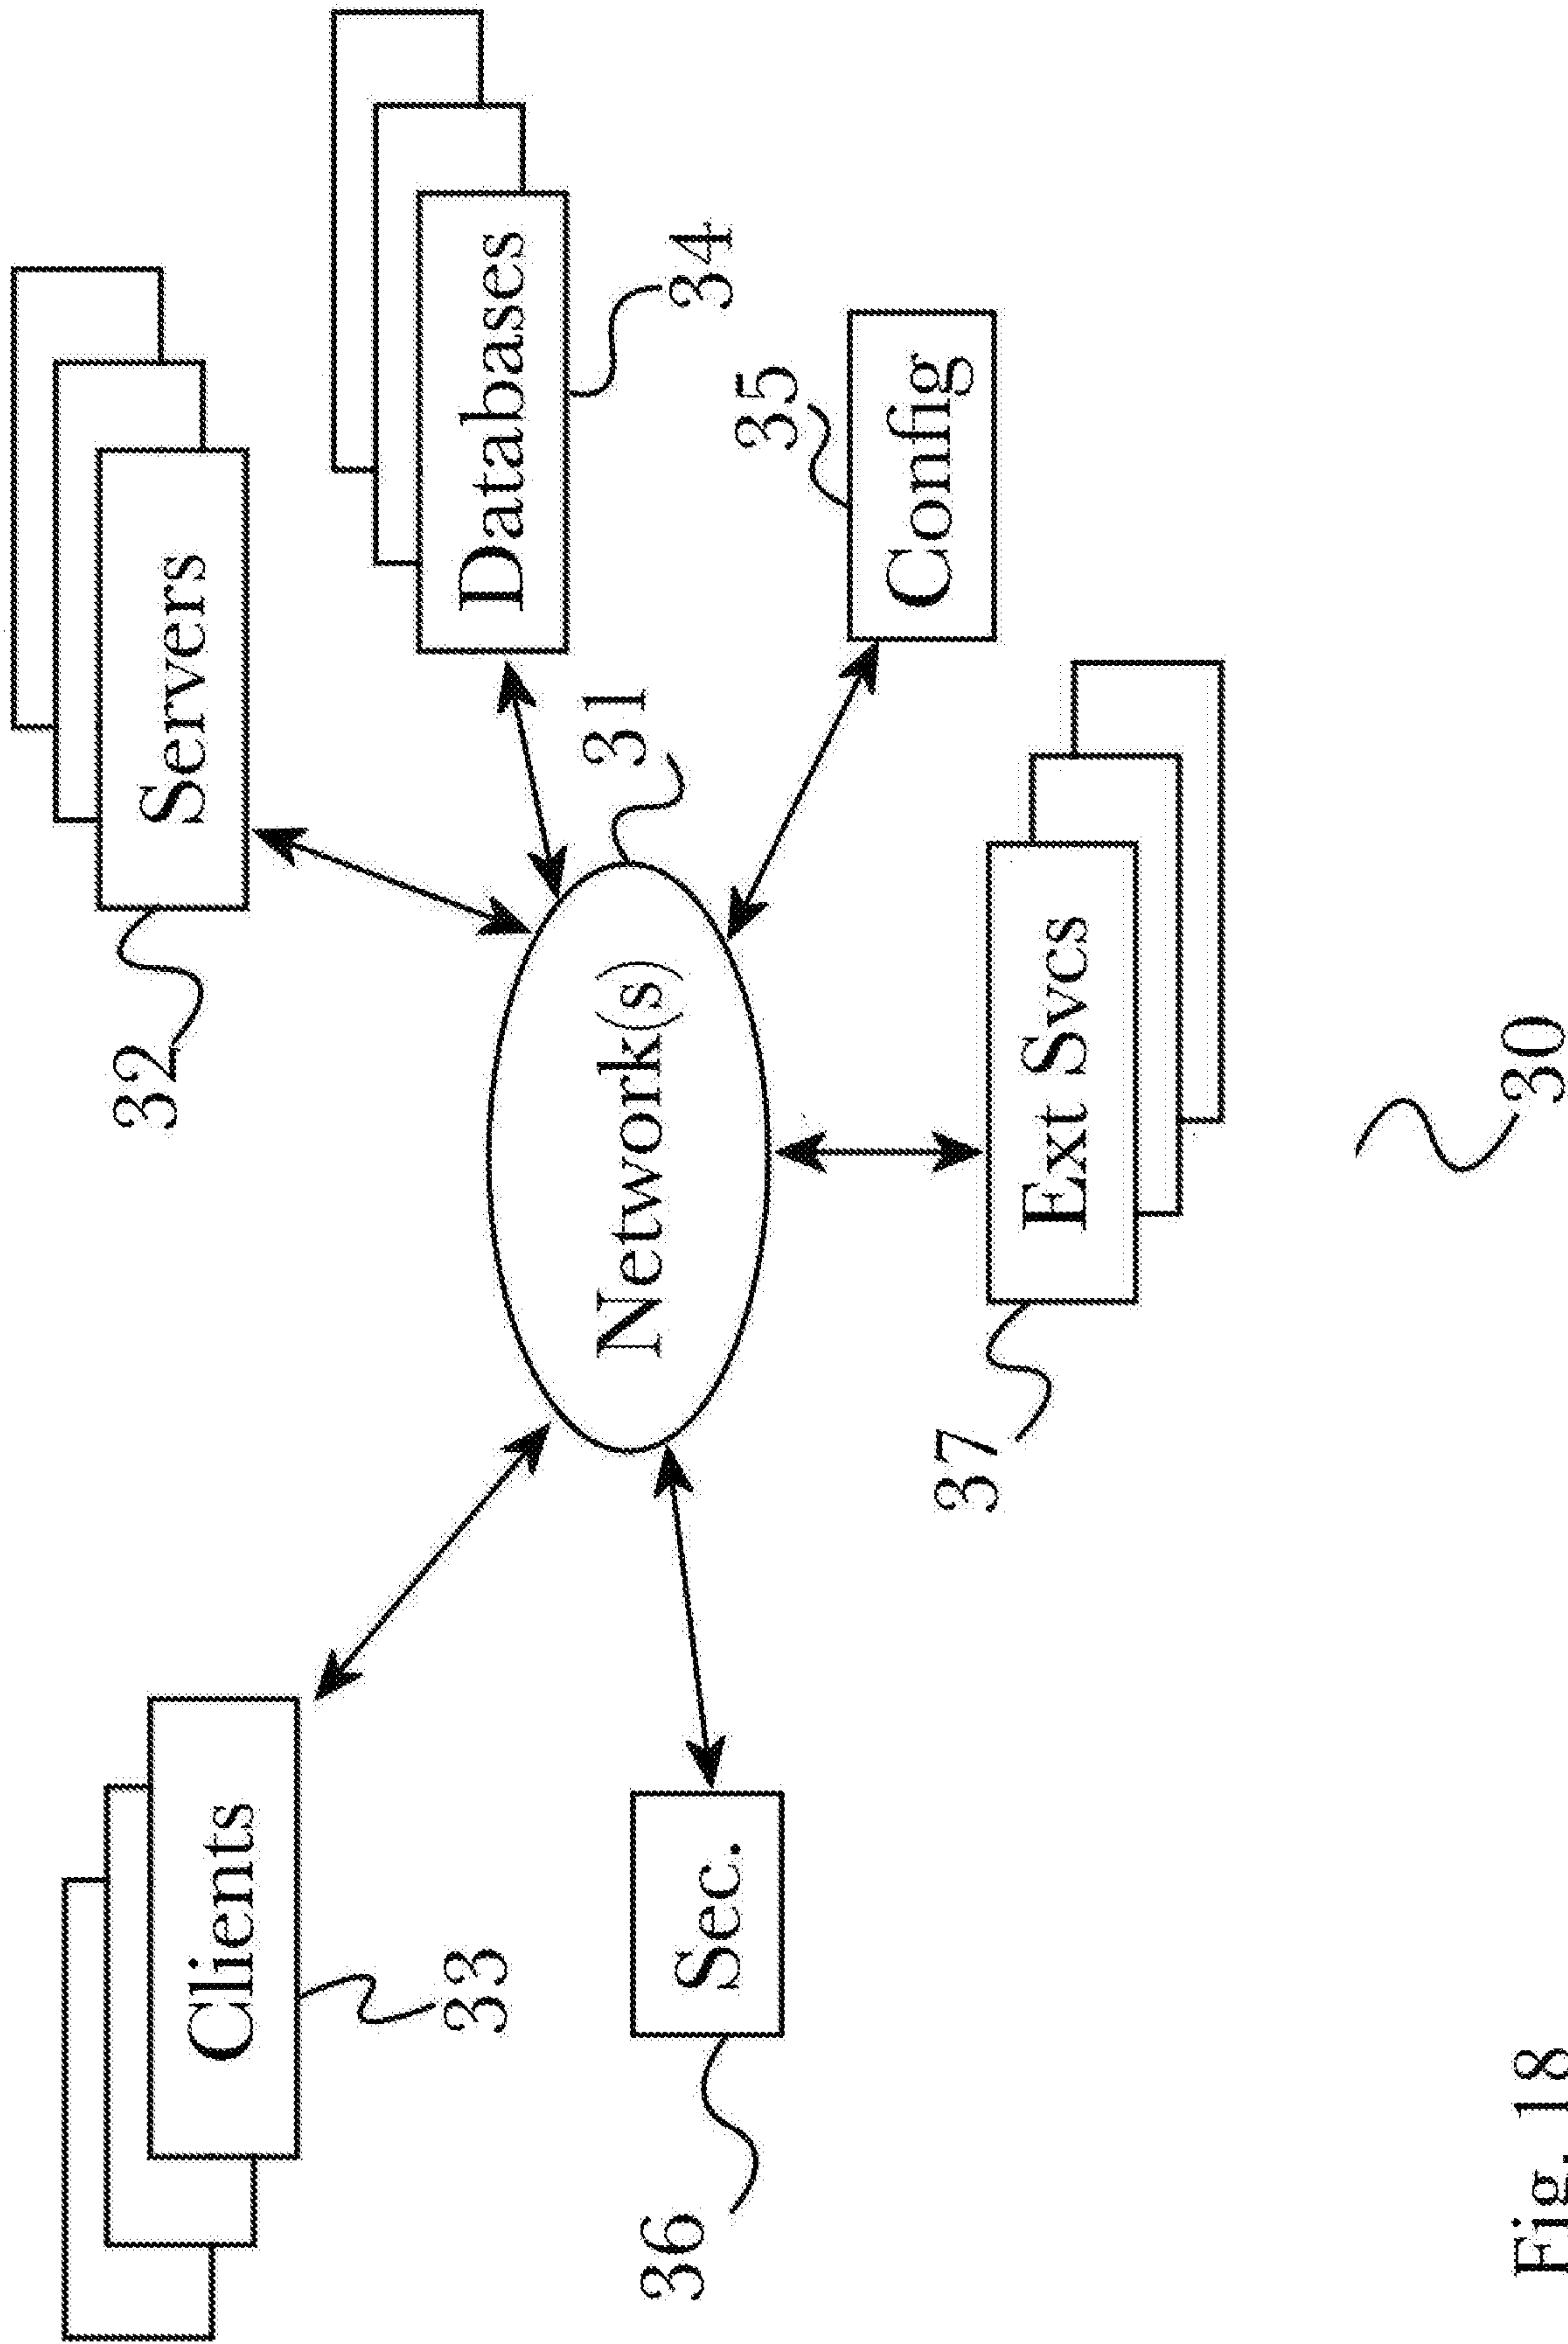 Servers
32
Clients
33
Databases
34
Network(s)
31
Sec.
36
Config
35
Ext Svcs
37
30
Fig. 18